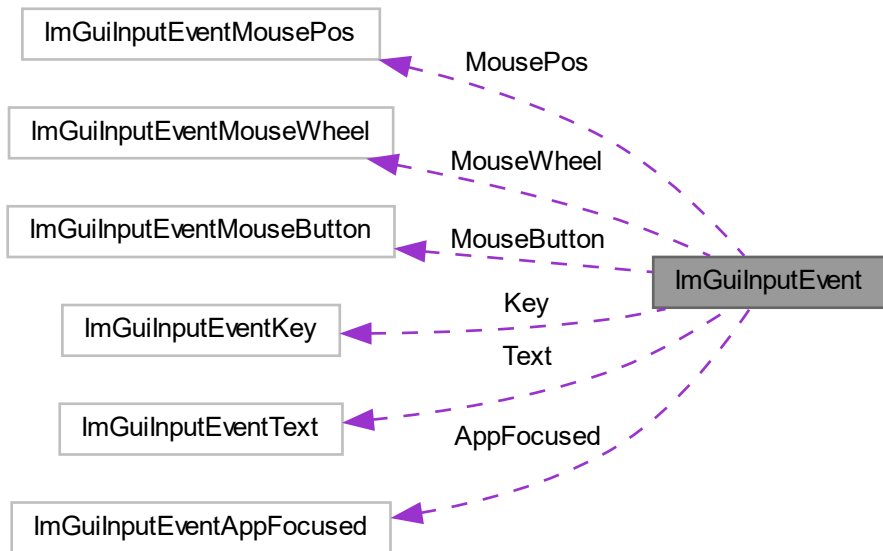 ImGuiInputEventMousePos
MousePos
ImGuiInputEventMouseWheel
MouseWheel
ImGuiInputEventMouseButton
MouseButton
ImGuiInputEvent
ImGuiInputEventKey
Key
Text
ImGuiInputEventText
AppFocused
ImGuiInputEventAppFocused